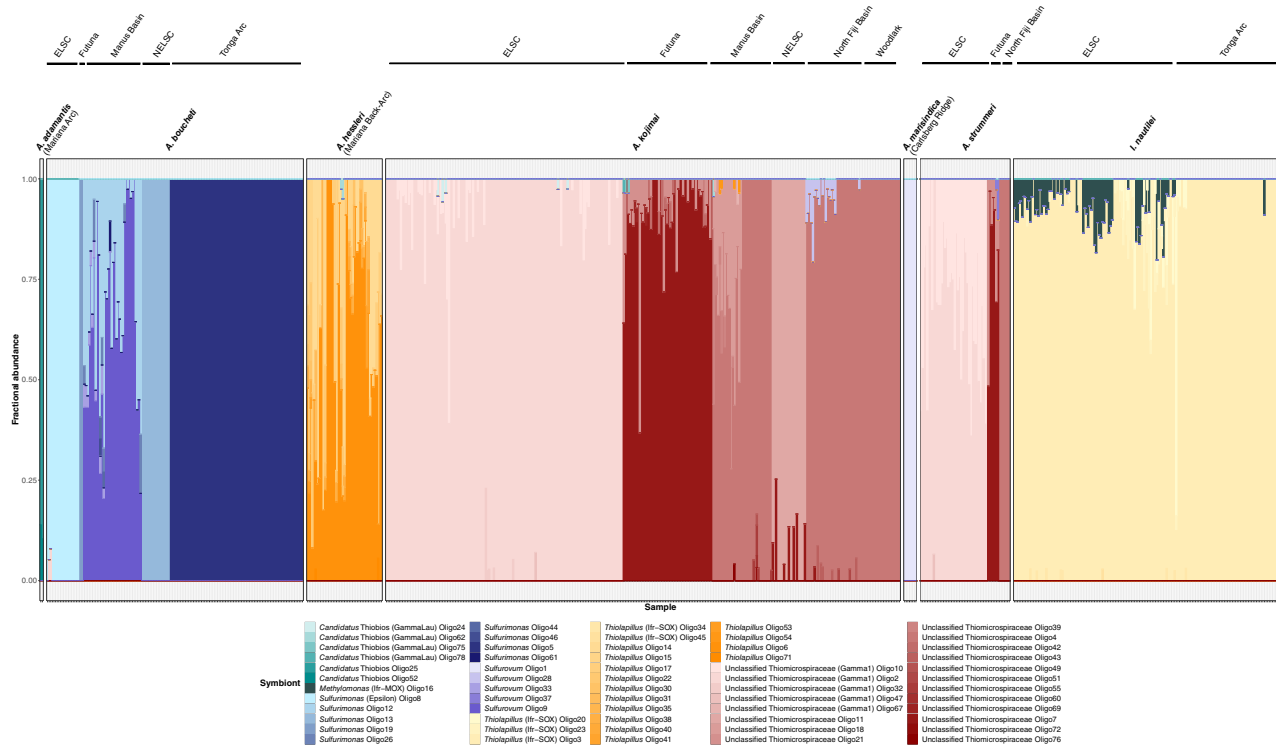 ELSC
Futuna
Manus Basin
NELSC
Tonga Arc
ELSC
Futuna
Manus Basin
NELSC
North Fiji Basin
Woodlark
ELSC
Futuna
North Fiji Basin
ELSC
Tonga Arc
A. adamantis
(Mariana Arc)
A. boucheti
A. hessleri
(Mariana Back-Arc)
A. kojimai
A. marisindica
(Carlsberg Ridge)
A. strummeri
I. nautilei
Fractional abundance
1.00
0.75
0.50
0.25
0.00
Sample
Symbiont
Candidatus Thiobios (GammaLau) Oligo24
Candidatus Thiobios (GammaLau) Oligo62
Candidatus Thiobios (GammaLau) Oligo75
Candidatus Thiobios (GammaLau) Oligo78
Candidatus Thiobios Oligo25
Candidatus Thiobios Oligo52
Methylomonas (Ifr-MOX) Oligo16
Sulfurimonas (Epsilon) Oligo8
Sulfurimonas Oligo12
Sulfurimonas Oligo13
Sulfurimonas Oligo19
Sulfurimonas Oligo26
Sulfurimonas Oligo44
Sulfurimonas Oligo46
Sulfurimonas Oligo5
Sulfurimonas Oligo61
Sulfurovum Oligo1
Sulfurovum Oligo28
Sulfurovum Oligo33
Sulfurovum Oligo37
Sulfurovum Oligo9
Thiolapillus (Ifr-SOX) Oligo20
Thiolapillus (Ifr-SOX) Oligo23
Thiolapillus (Ifr-SOX) Oligo3
Thiolapillus (Ifr-SOX) Oligo34
Thiolapillus (Ifr-SOX) Oligo45
Thiolapillus Oligo14
Thiolapillus Oligo15
Thiolapillus Oligo17
Thiolapillus Oligo22
Thiolapillus Oligo30
Thiolapillus Oligo31
Thiolapillus Oligo35
Thiolapillus Oligo38
Thiolapillus Oligo40
Thiolapillus Oligo41
Thiolapillus Oligo53
Thiolapillus Oligo54
Thiolapillus Oligo6
Thiolapillus Oligo71
Unclassified Thiomicrospiraceae (Gamma1) Oligo10
Unclassified Thiomicrospiraceae (Gamma1) Oligo2
Unclassified Thiomicrospiraceae (Gamma1) Oligo32
Unclassified Thiomicrospiraceae (Gamma1) Oligo47
Unclassified Thiomicrospiraceae (Gamma1) Oligo67
Unclassified Thiomicrospiraceae Oligo11
Unclassified Thiomicrospiraceae Oligo18
Unclassified Thiomicrospiraceae Oligo21
Unclassified Thiomicrospiraceae Oligo39
Unclassified Thiomicrospiraceae Oligo4
Unclassified Thiomicrospiraceae Oligo42
Unclassified Thiomicrospiraceae Oligo43
Unclassified Thiomicrospiraceae Oligo49
Unclassified Thiomicrospiraceae Oligo51
Unclassified Thiomicrospiraceae Oligo55
Unclassified Thiomicrospiraceae Oligo60
Unclassified Thiomicrospiraceae Oligo69
Unclassified Thiomicrospiraceae Oligo7
Unclassified Thiomicrospiraceae Oligo72
Unclassified Thiomicrospiraceae Oligo76